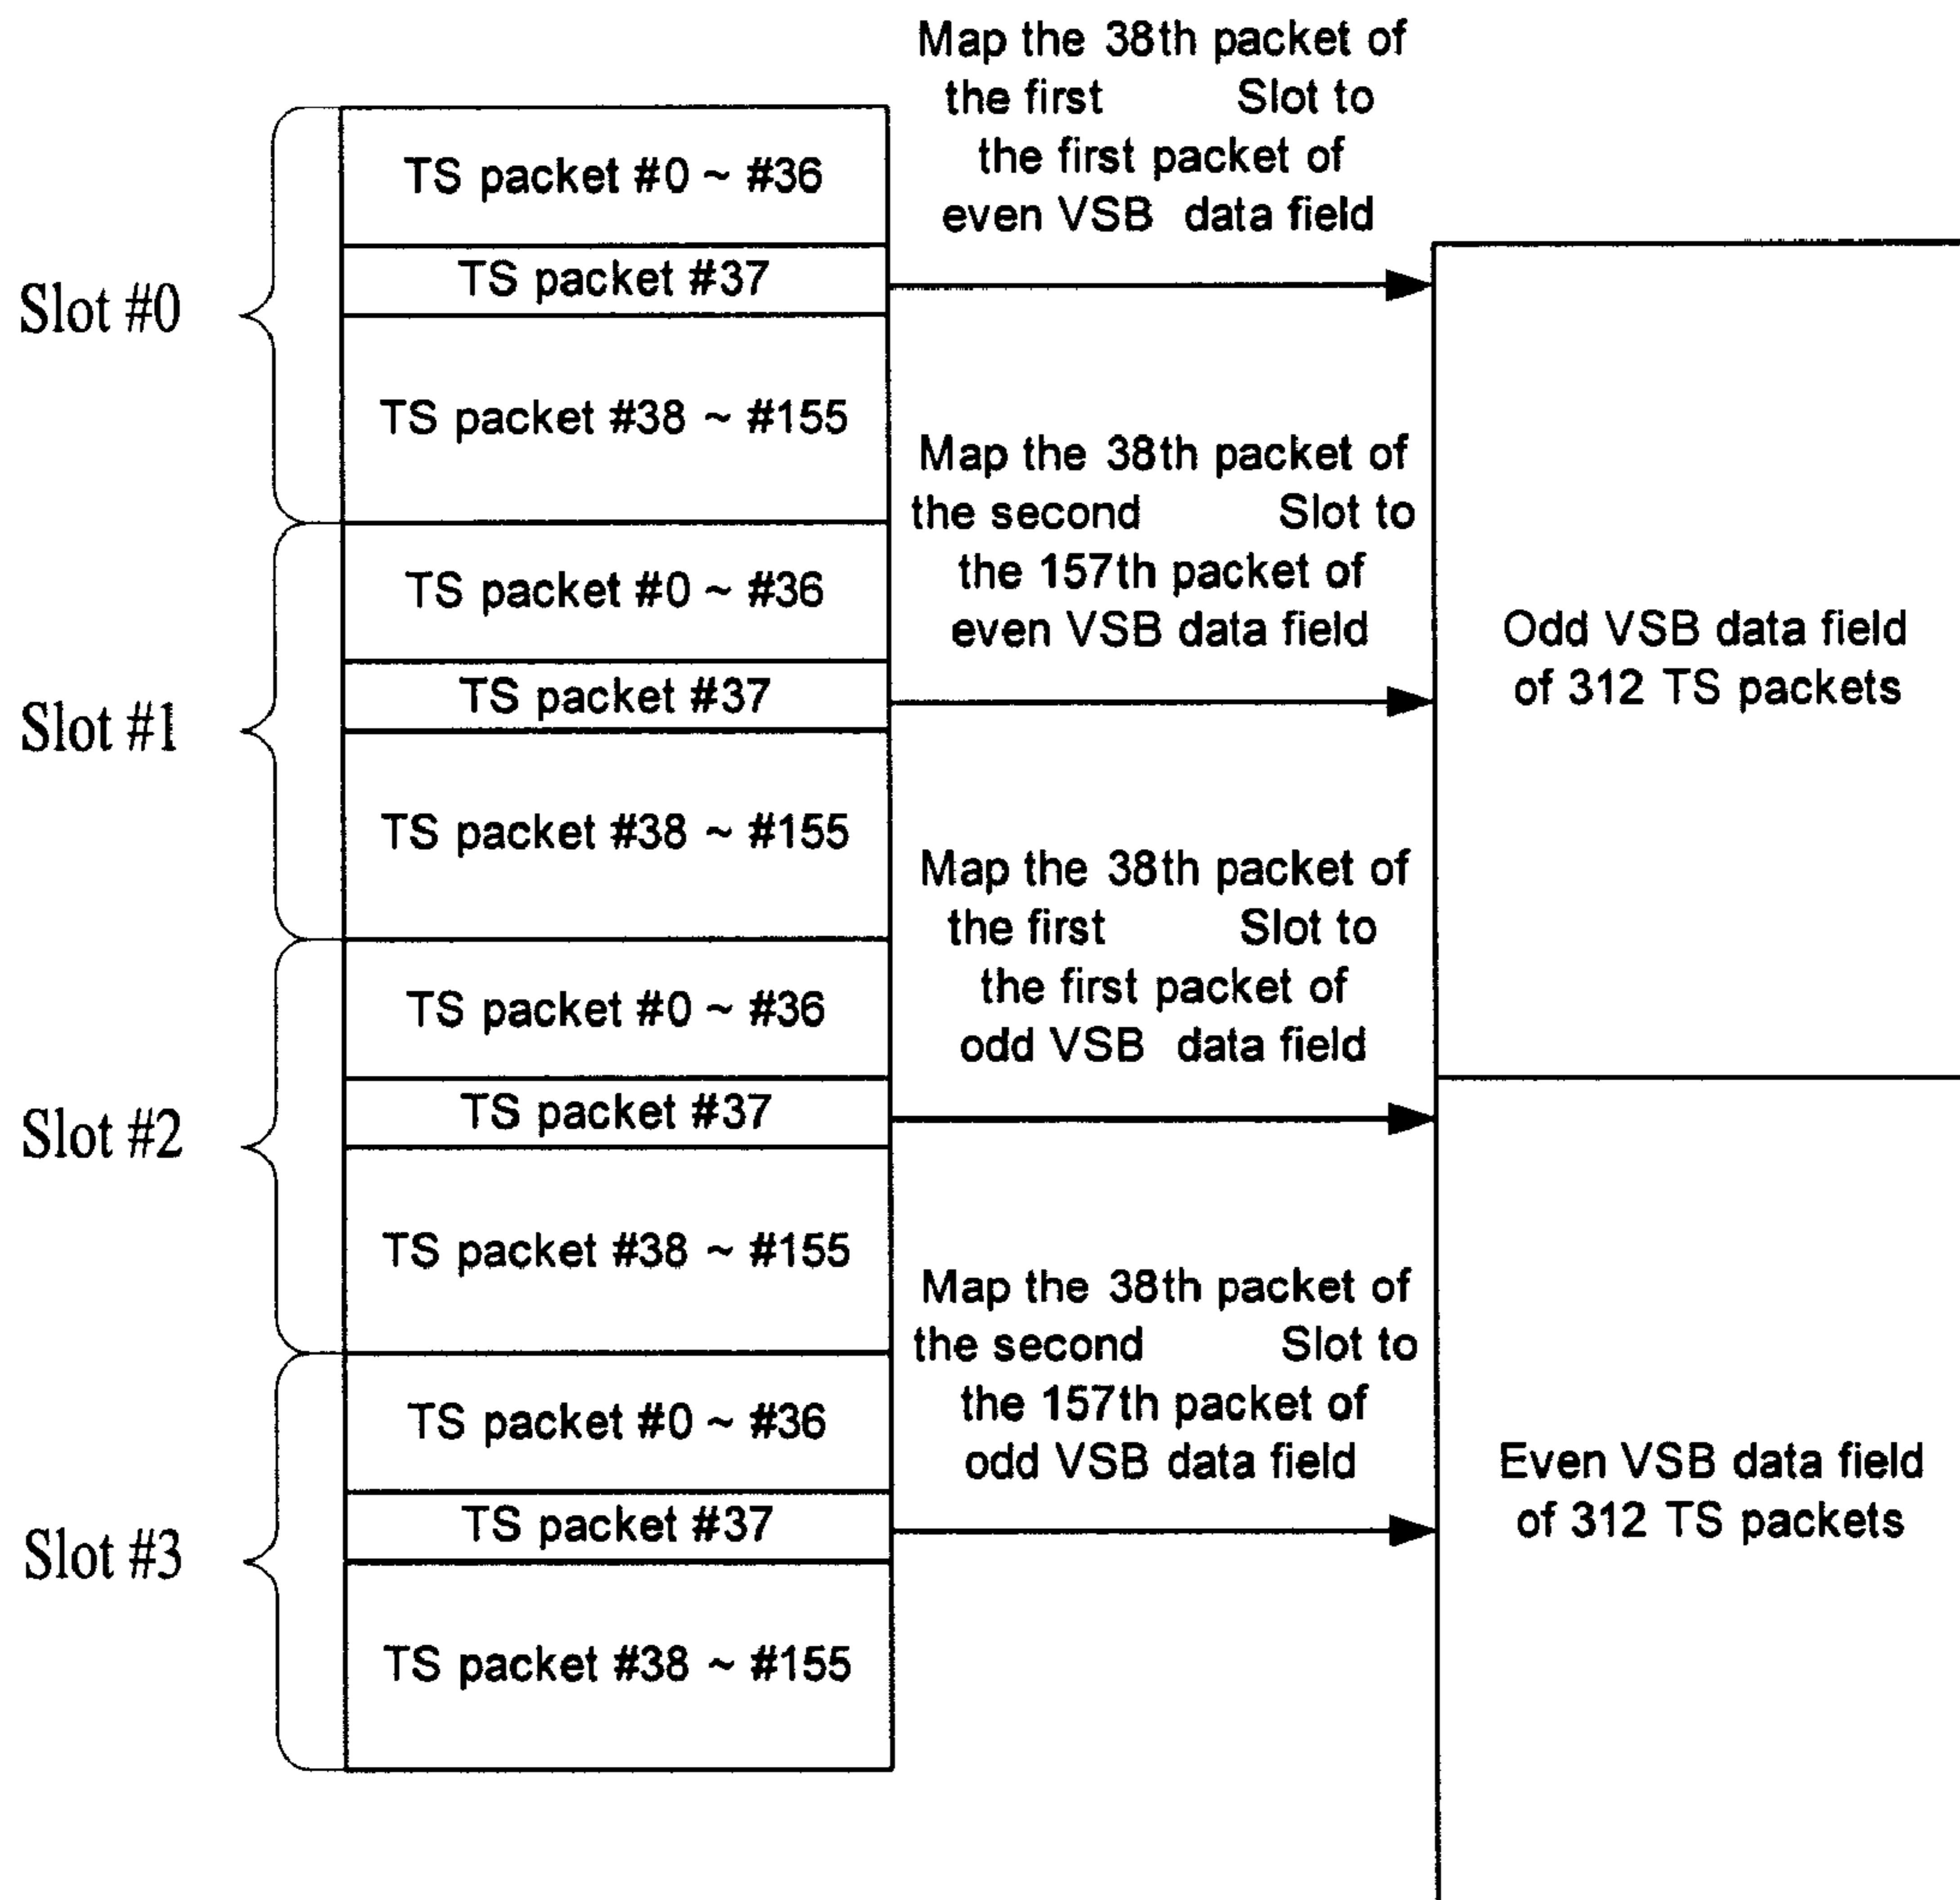 Map the 38th packet of
the first Slot to
the first packet of
even VSB data field
TS packet #0 ~ #36
TS packet #37
Slot #0
TS packet #38 ~ #155
Map the 38th packet of
the second Slot to
the 157th packet of
even VSB data field
TS packet #0 ~ #36
Odd VSB data field
of 312 TS packets
TS packet #37
Slot #1
TS packet #38 ~ #155
Map the 38th packet of
the first Slot to
the first packet of
odd VSB data field
TS packet #0 ~ #36
TS packet #37
Slot #2
TS packet #38 ~ #155
Map the 38th packet of
the second Slot to
the 157th packet of
odd VSB data field
TS packet #0 ~ #36
Even VSB data field
of 312 TS packets
TS packet #37
Slot #3
TS packet #38 ~ #155